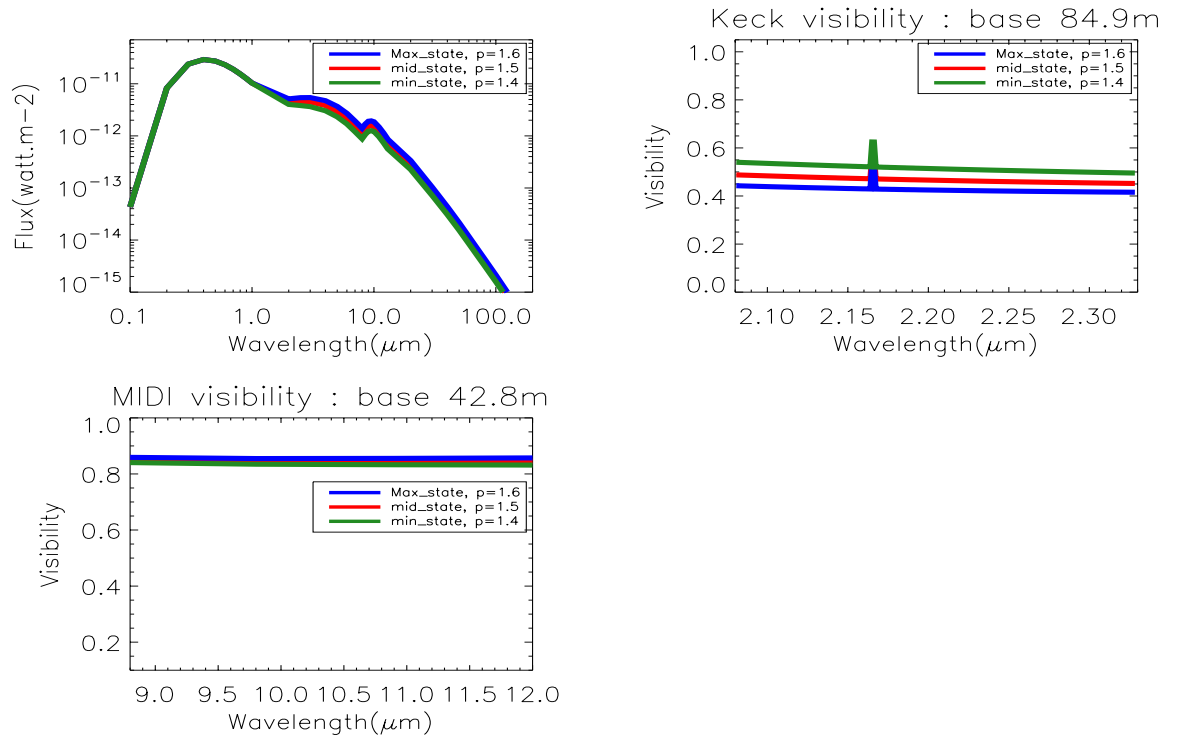 Flux(watt.m−2)
10−11
10−12
10−13
10−14
10−15
Max_state, p=1.6
mid_state, p=1.5
min_state, p=1.4
0.1 1.0 10.0 100.0
Wavelength(μm)
Keck visibility : base 84.9m
Visibility
1.0
0.8
0.6
0.4
0.2
0.0
Max_state, p=1.6
mid_state, p=1.5
min_state, p=1.4
2.10 2.15 2.20 2.25 2.30
Wavelength(μm)
MIDI visibility : base 42.8m
Visibility
1.0
0.8
0.6
0.4
0.2
Max_state, p=1.6
mid_state, p=1.5
min_state, p=1.4
9.0 9.5 10.0 10.5 11.0 11.5 12.0
Wavelength(μm)